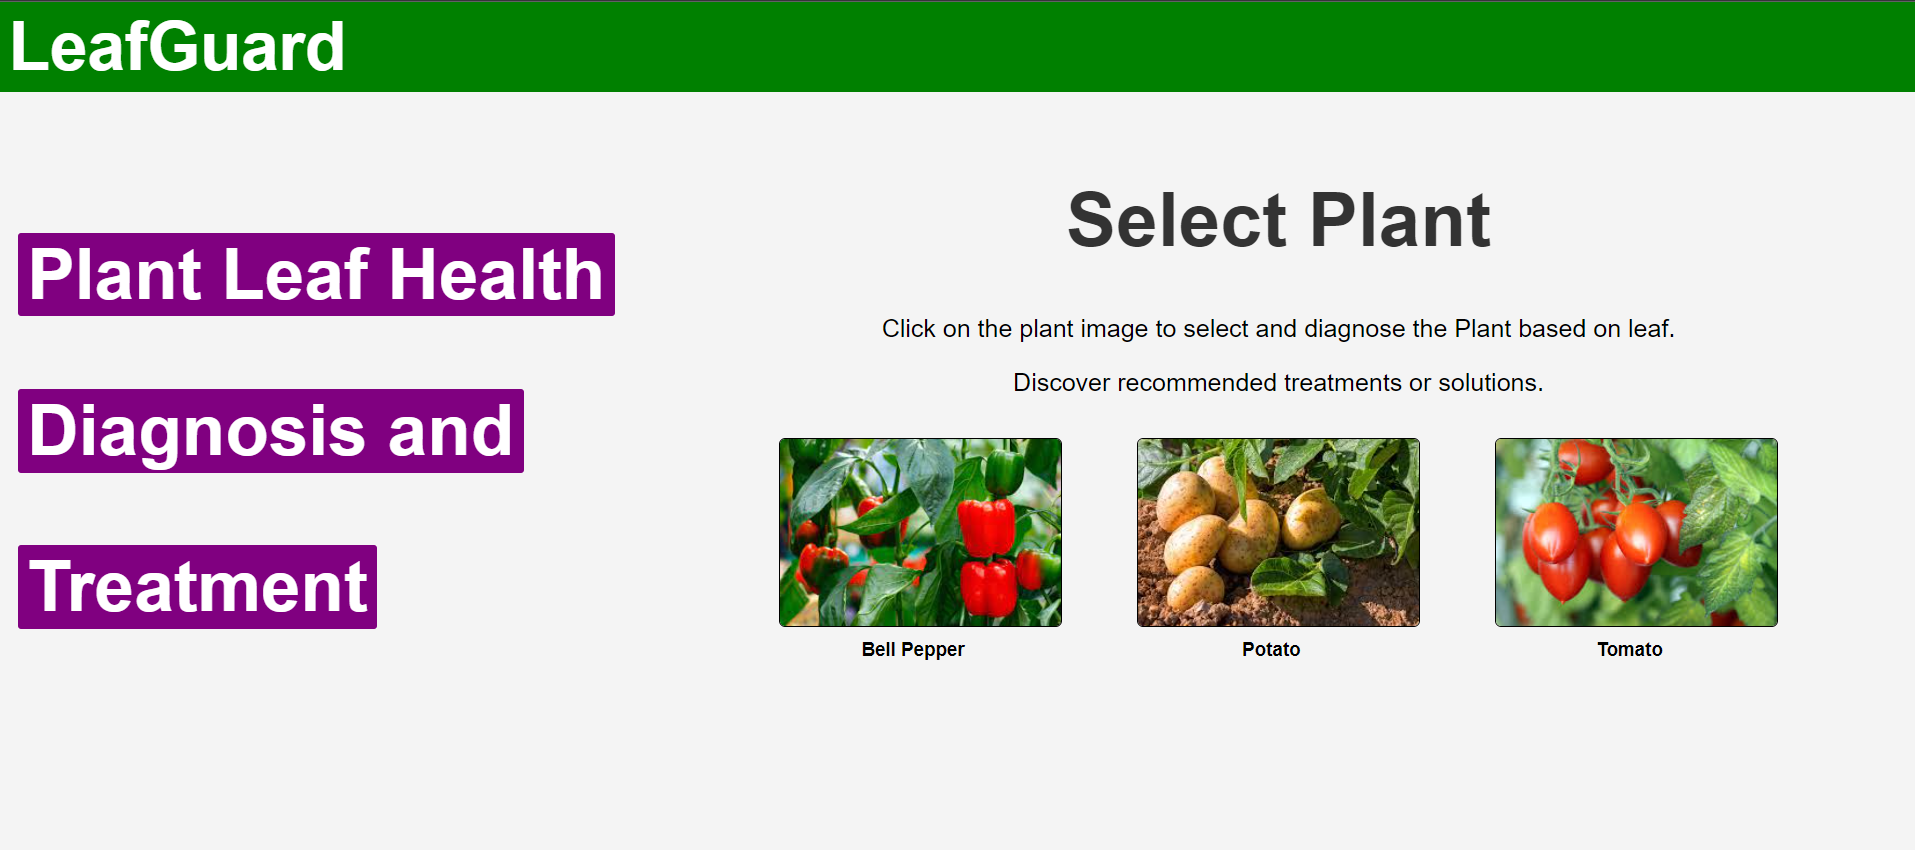 LeafGuard
Plant Leaf Health
Diagnosis and
Treatment
Select Plant
Click on the plant image to select and diagnose the Plant based on leaf.
Discover recommended treatments or solutions.
Bell Pepper
Potato
Tomato